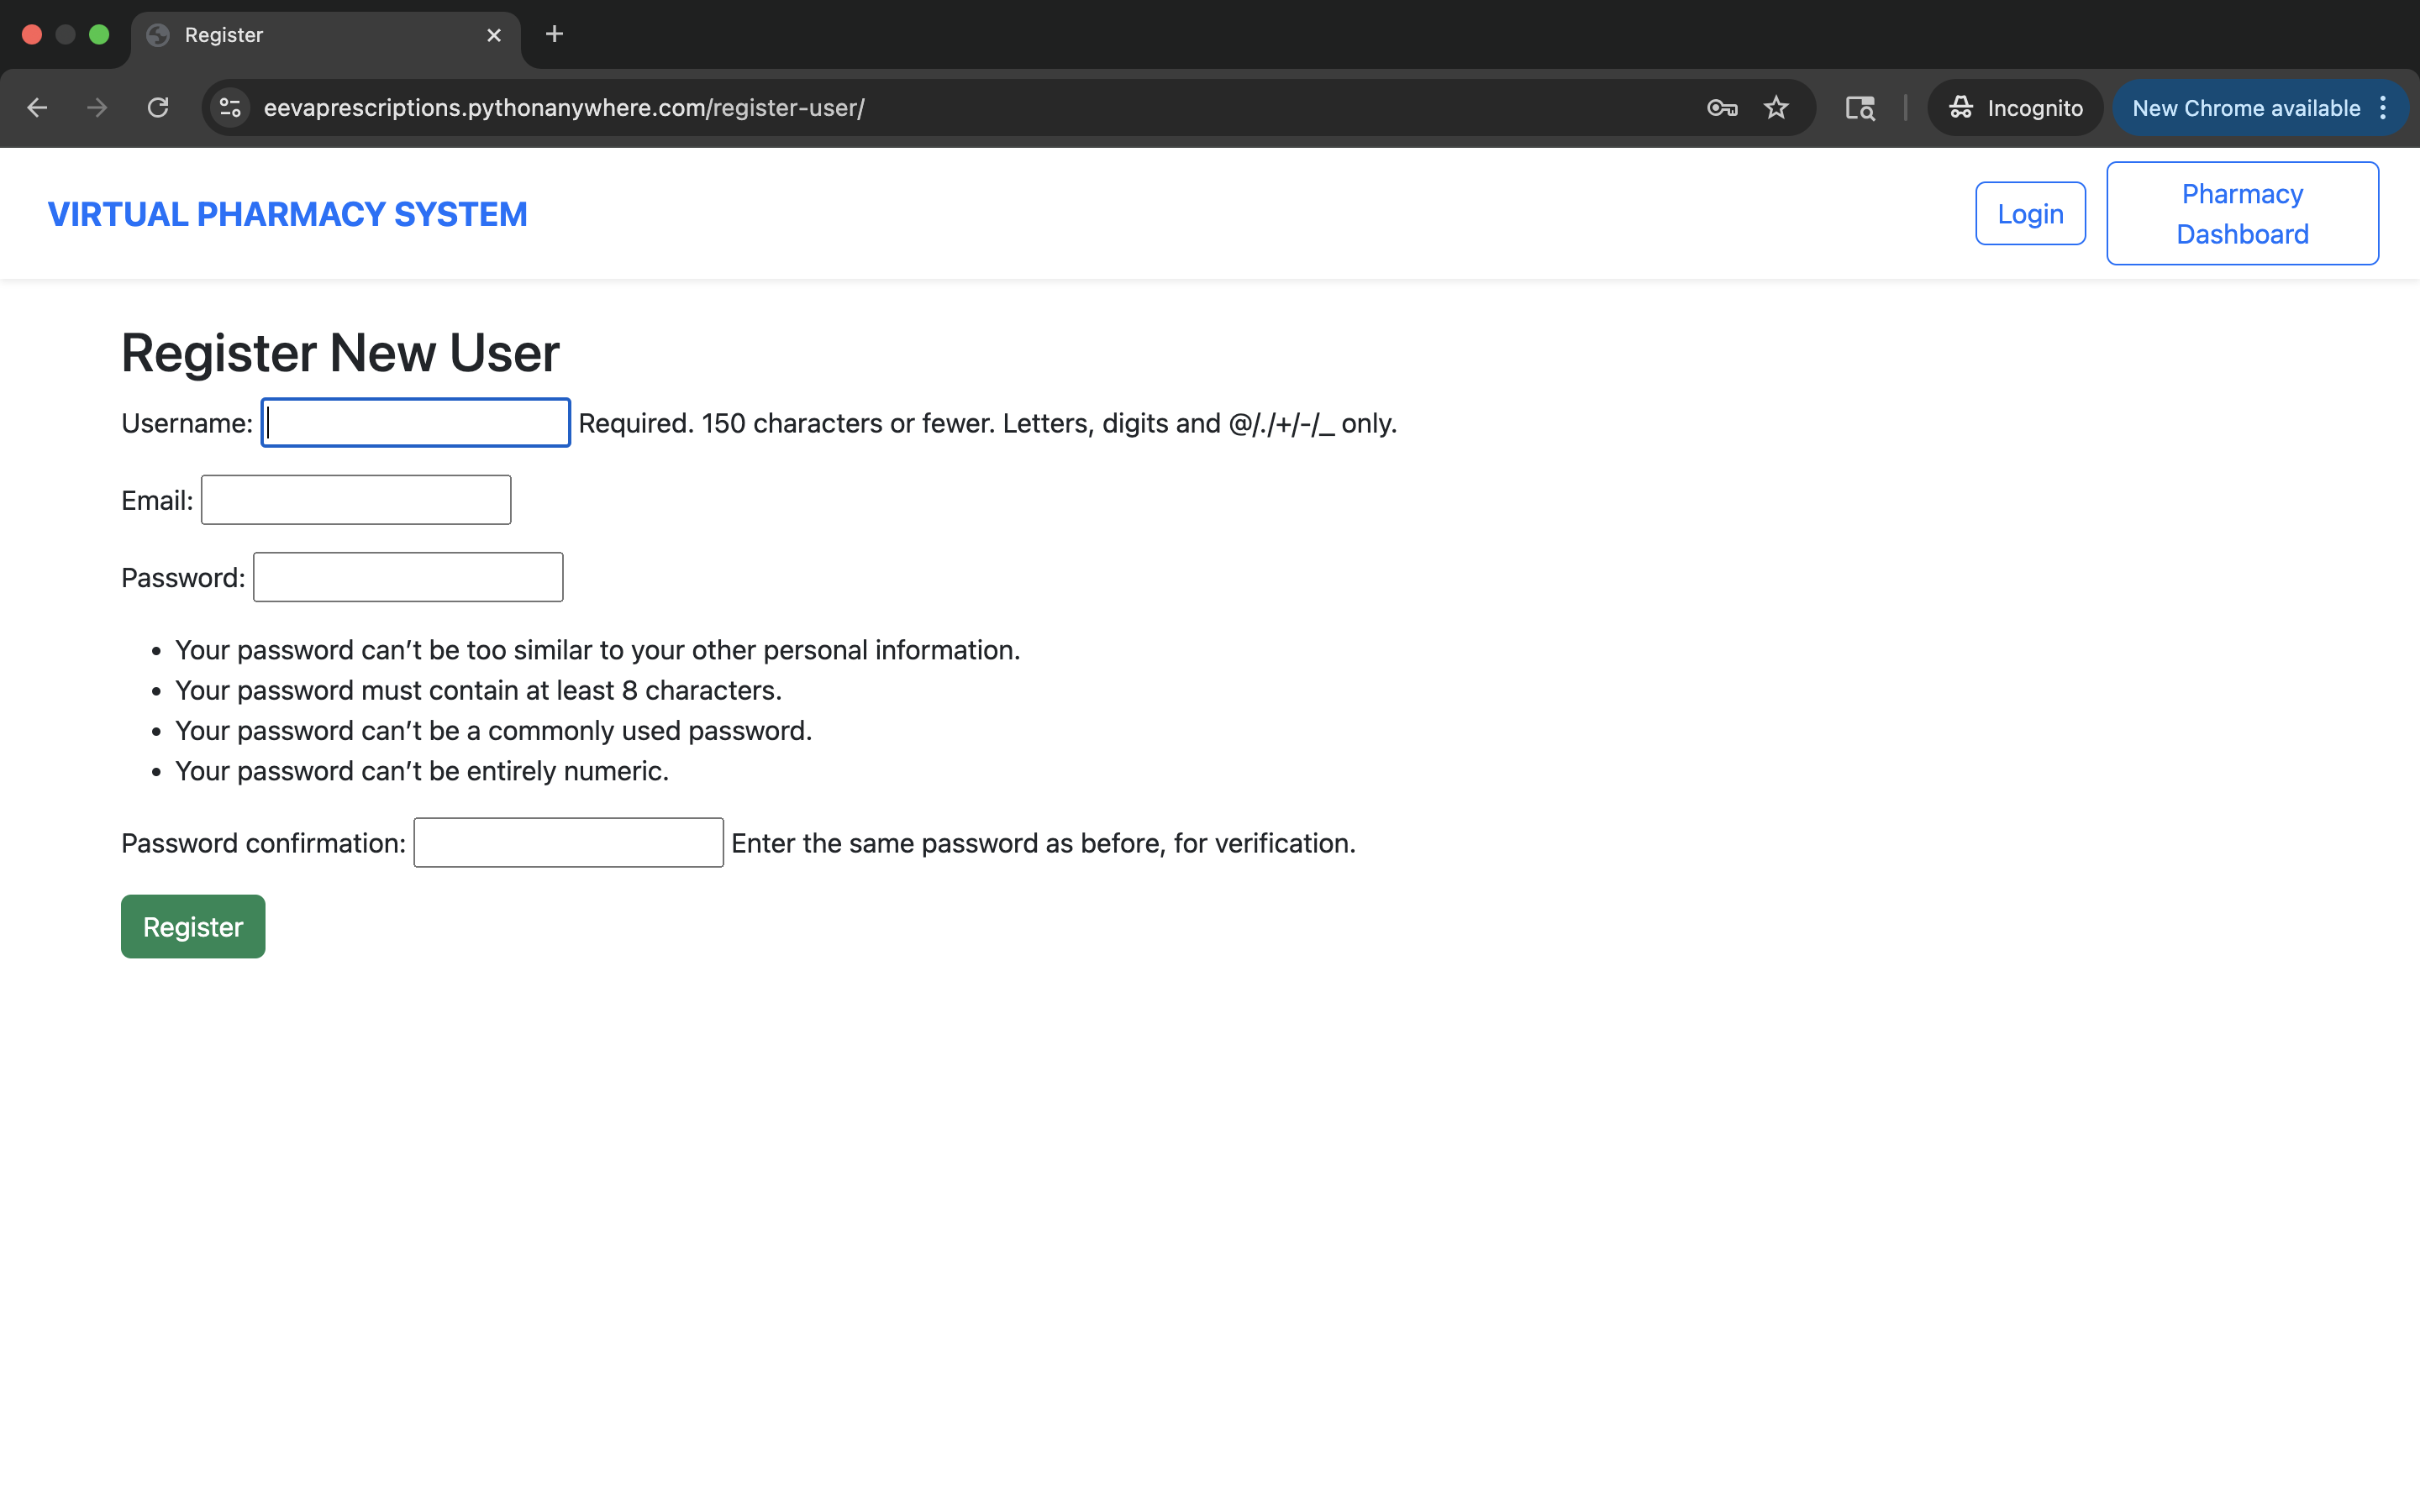 Register
eevaprescriptions.pythonanywhere.com/register-user/
Incognito
New Chrome available
VIRTUAL PHARMACY SYSTEM
Login
Pharmacy
Dashboard
Register New User
Username: Required. 150 characters or fewer. Letters, digits and @/./+/-/_ only.
Email:
Password:
• Your password can’t be too similar to your other personal information.
• Your password must contain at least 8 characters.
• Your password can’t be a commonly used password.
• Your password can’t be entirely numeric.
Password confirmation: Enter the same password as before, for verification.
Register